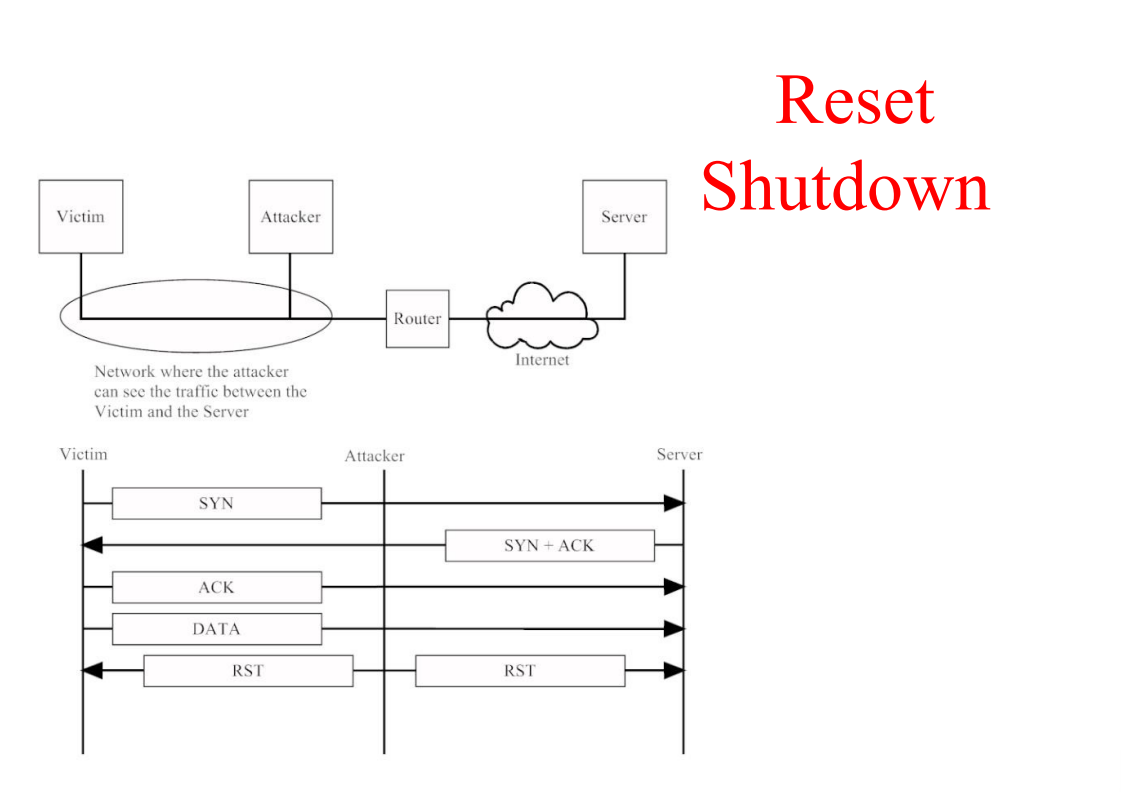 Reset
Shutdown
Victim
Attacker
Server
Router
Internet
Network where the attacker
can see the traffic between the
Victim and the Server
Victim
Attacker
Server
SYN
SYN + ACK
ACK
DATA
RST
RST